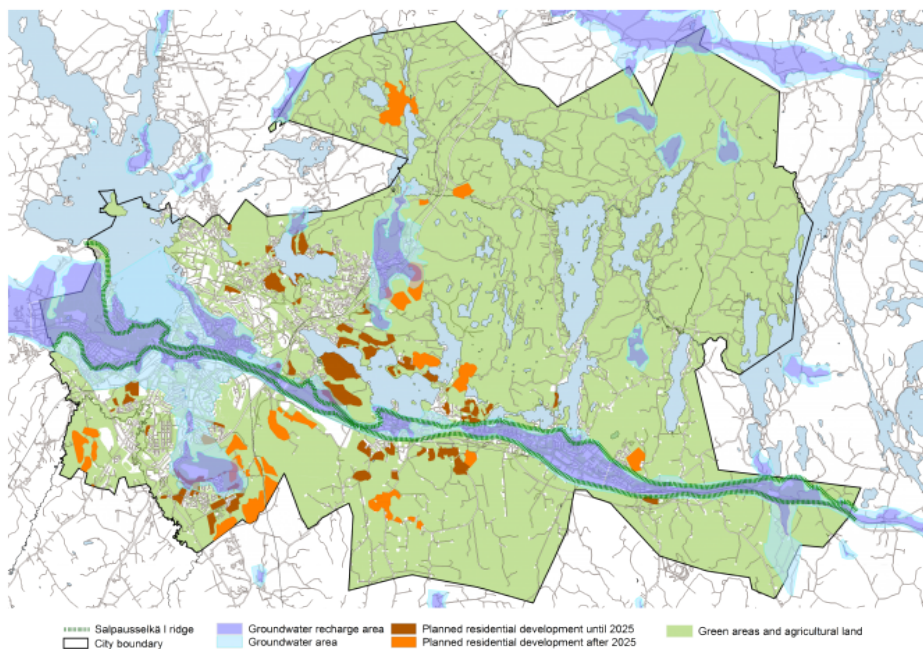 Salpausselkä I ridge
City boundary
Groundwater recharge area
Groundwater area
Planned residential development until 2025
Planned residential development after 2025
Green areas and agricultural land